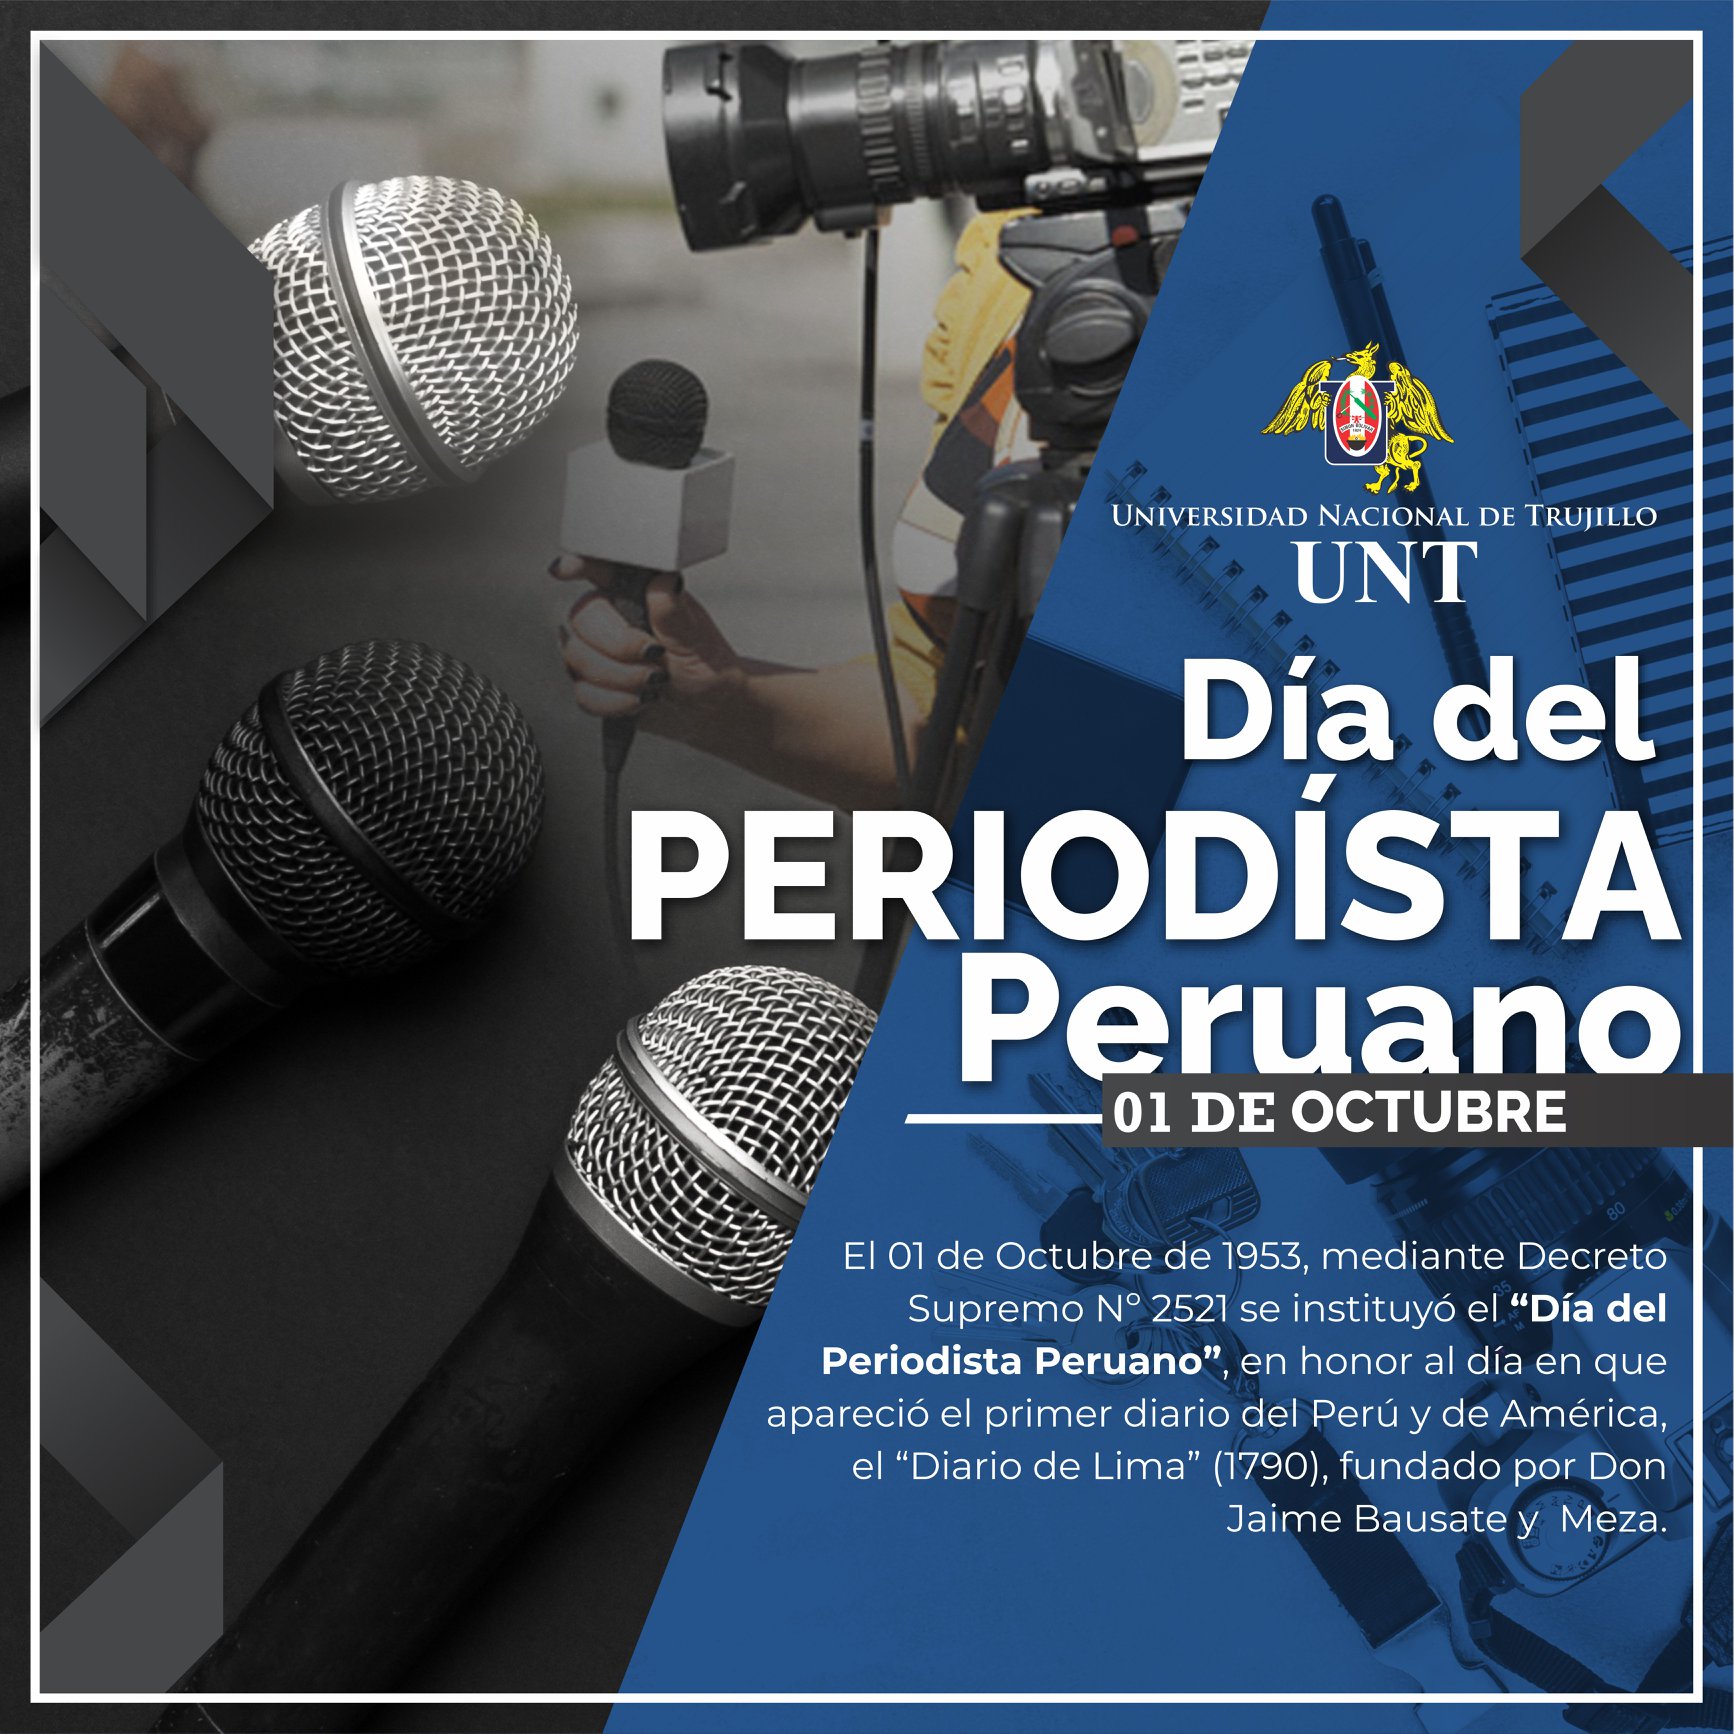 UNIVERSIDAD NACIONAL DE TRUJILLO
UNT
Día del
PERIODÍSTA
Peruano
01 DE OCTUBRE
El 01 de Octubre de 1953, mediante Decreto
Supremo Nº 2521 se instituyó el “Día del
Periodista Peruano”, en honor al día en que
apareció el primer diario del Perú y de América,
el “Diario de Lima” (1790), fundado por Don
Jaime Bausate y Meza.
80